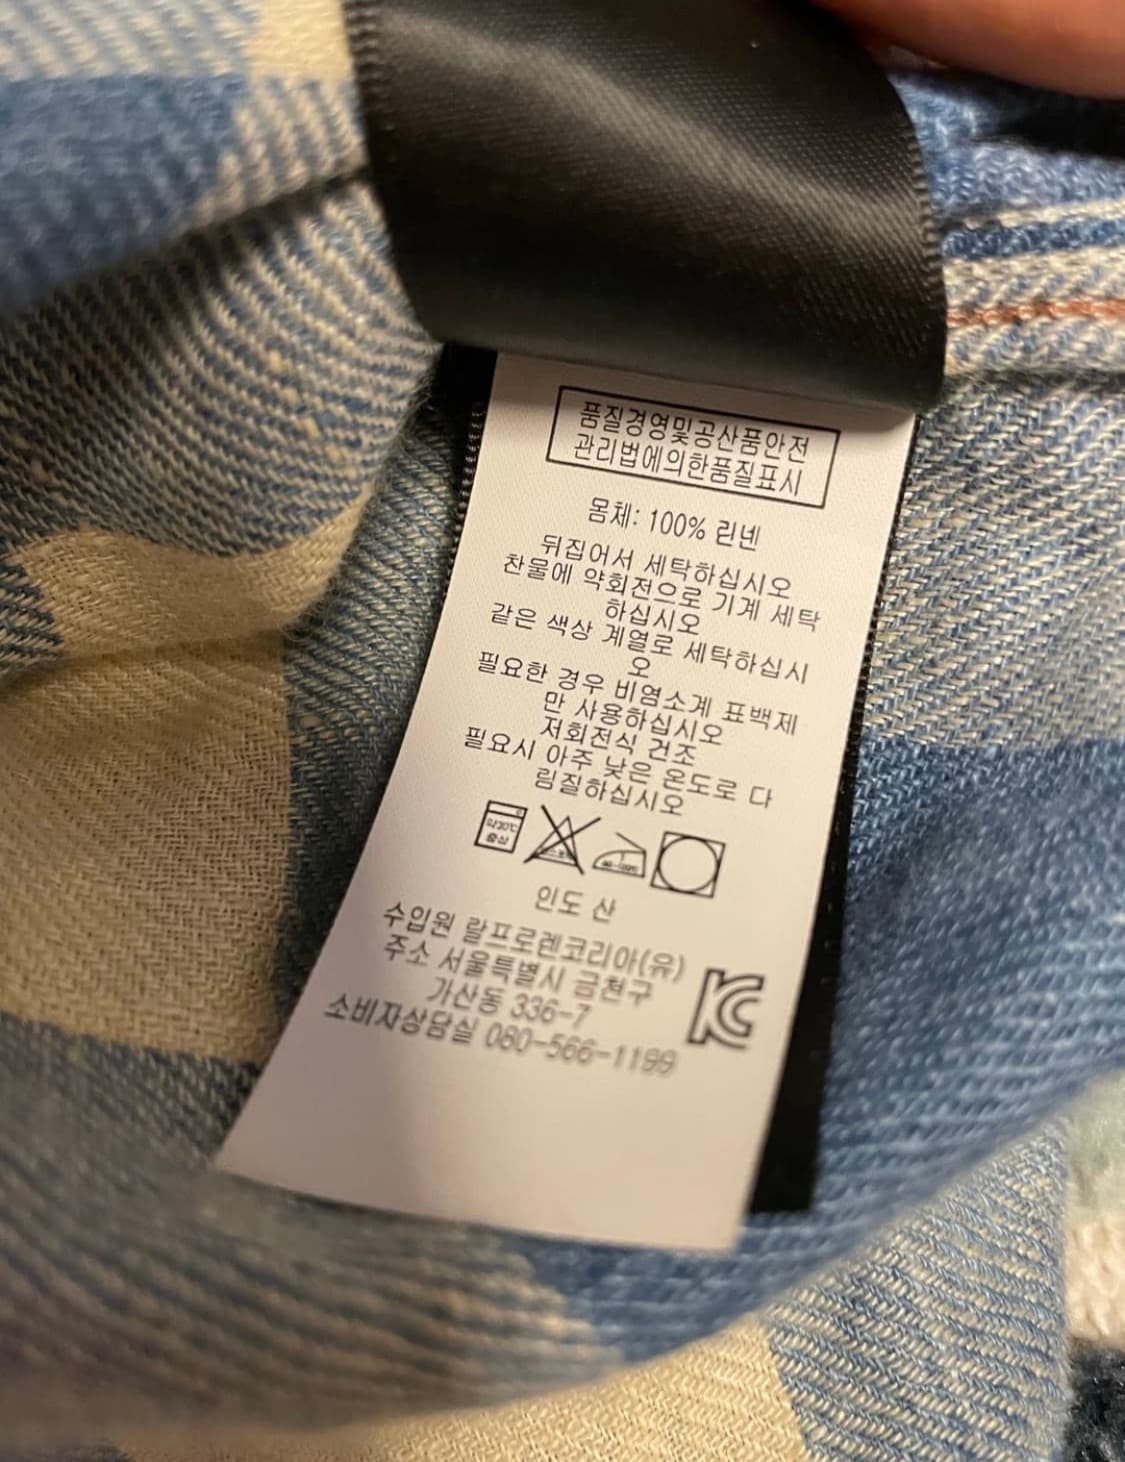 품질경영및공산품안전
관리법에의한품질표시
몸체: 100% 린넨
뒤집어서 세탁하십시오
찬물에 약회전으로 기계 세탁
하십시오
같은 색상 계열로 세탁하십시
오
필요한 경우 비염소계 표백제
만 사용하십시오
저회전식 건조
필요시 아주 낮은 온도로 다
림질하십시오
약30℃
중성
인도 산
수입원 랄프로렌코리아(유)
주소 서울특별시 금천구
가산동 336-7
소비자상담실 080-566-1199